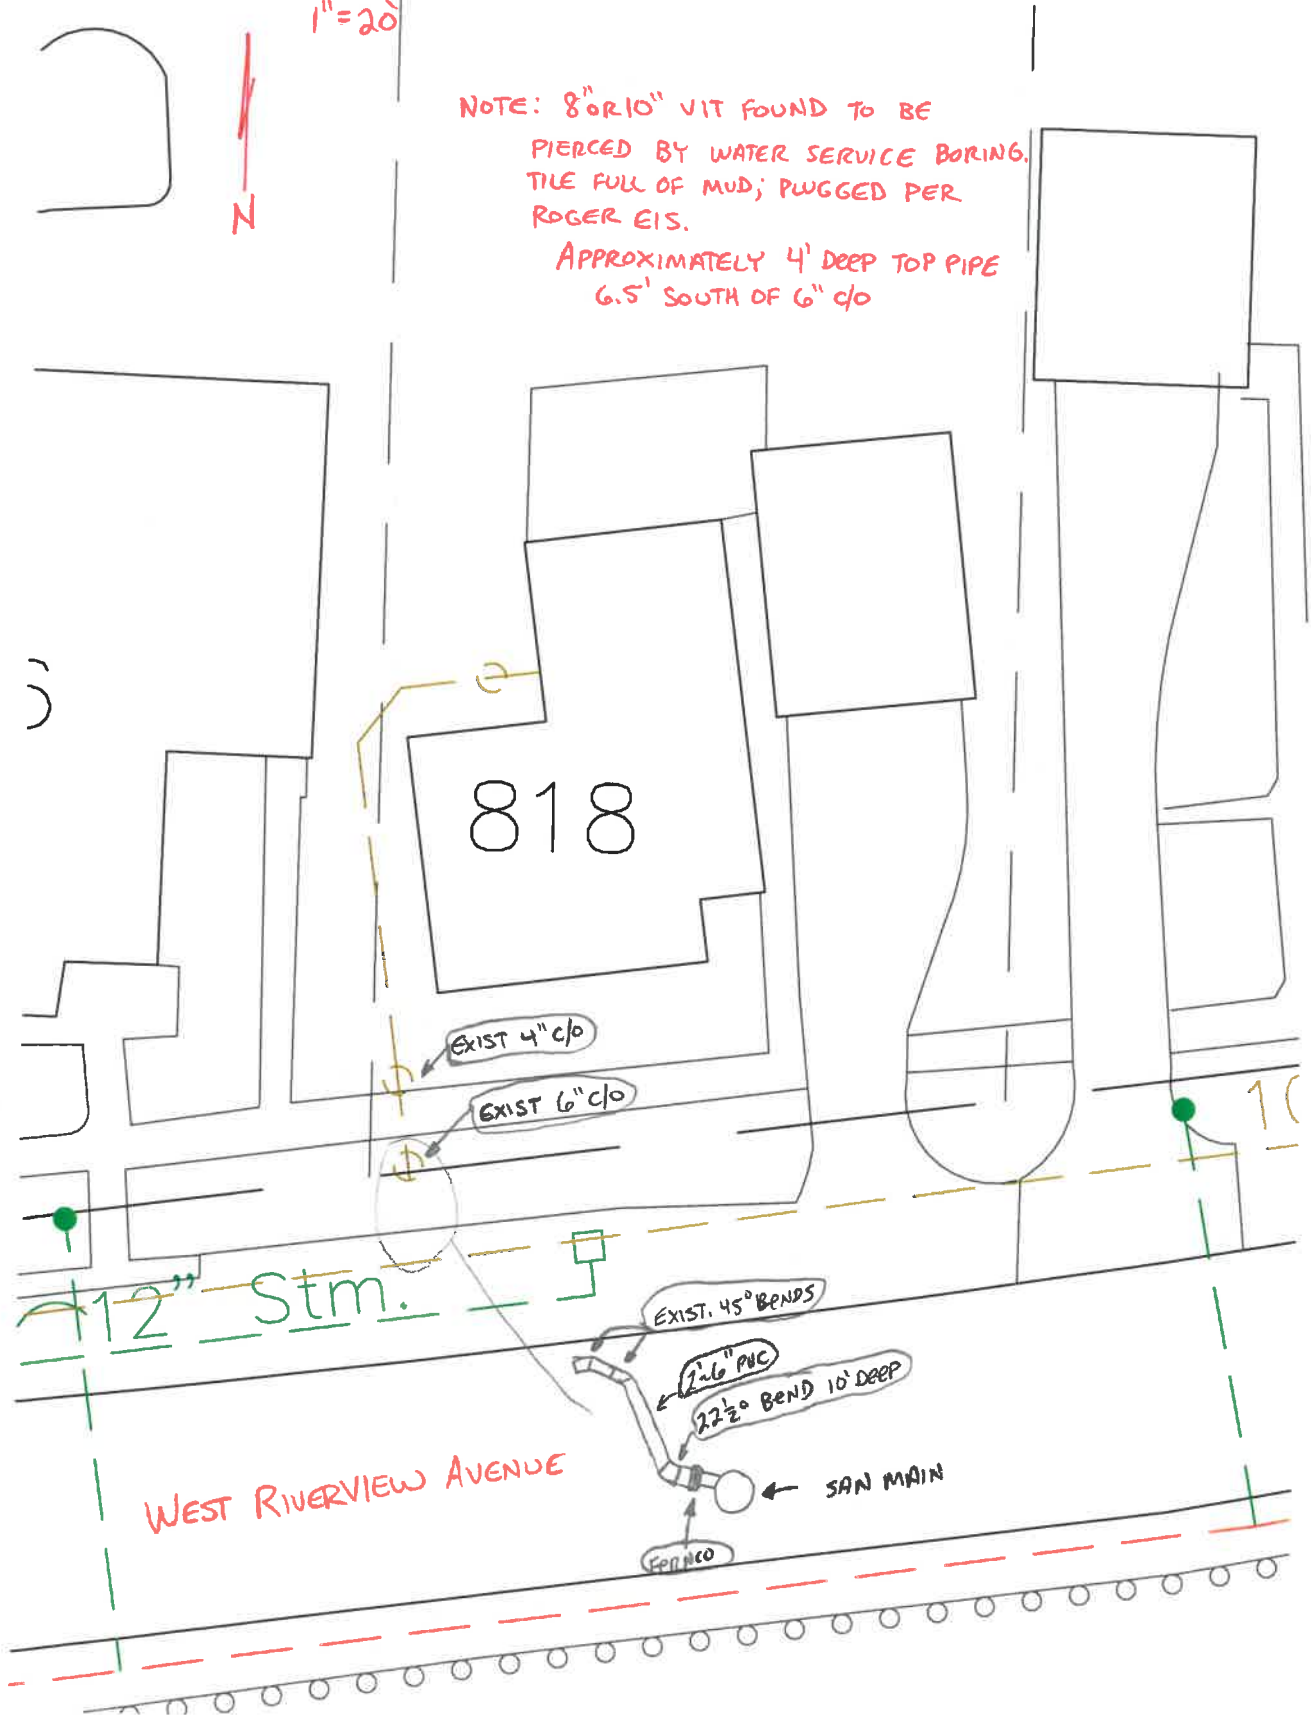 1"=20'
N
NOTE: 8" OR 10" VIT FOUND TO BE
PIERCED BY WATER SERVICE BORING.
TILE FULL OF MUD; PLUGGED PER
ROGER EIS.
APPROXIMATELY 4' DEEP TOP PIPE
6.5' SOUTH OF 6" C/O
818
EXIST 4" C/O
EXIST 6" C/O
10
12" Stm.
EXIST. 45° BENDS
6" PVC
22½° BEND 10' DEEP
WEST RIVERVIEW AVENUE
SAN MAIN
FERNCO